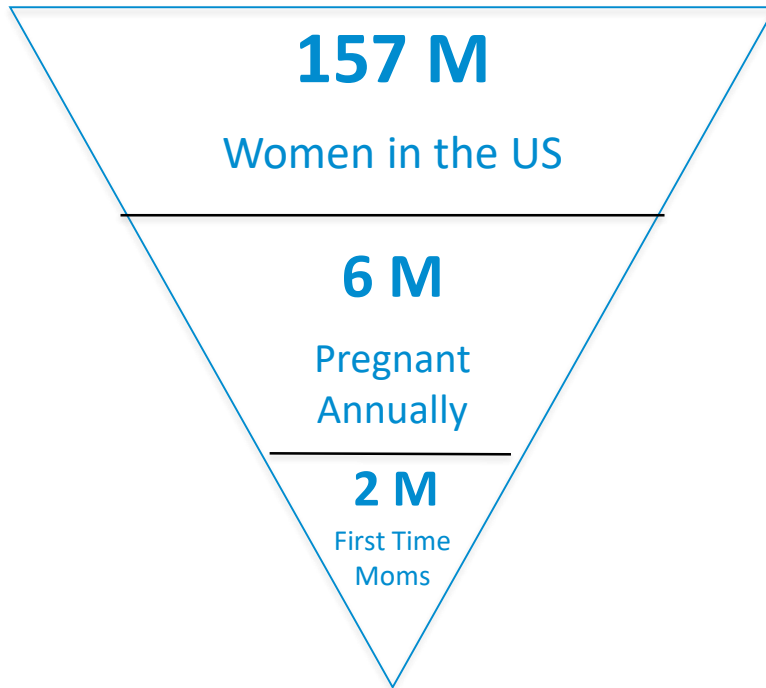 157 M
Women in the US
6 M
Pregnant
Annually
2 M
First Time
Moms